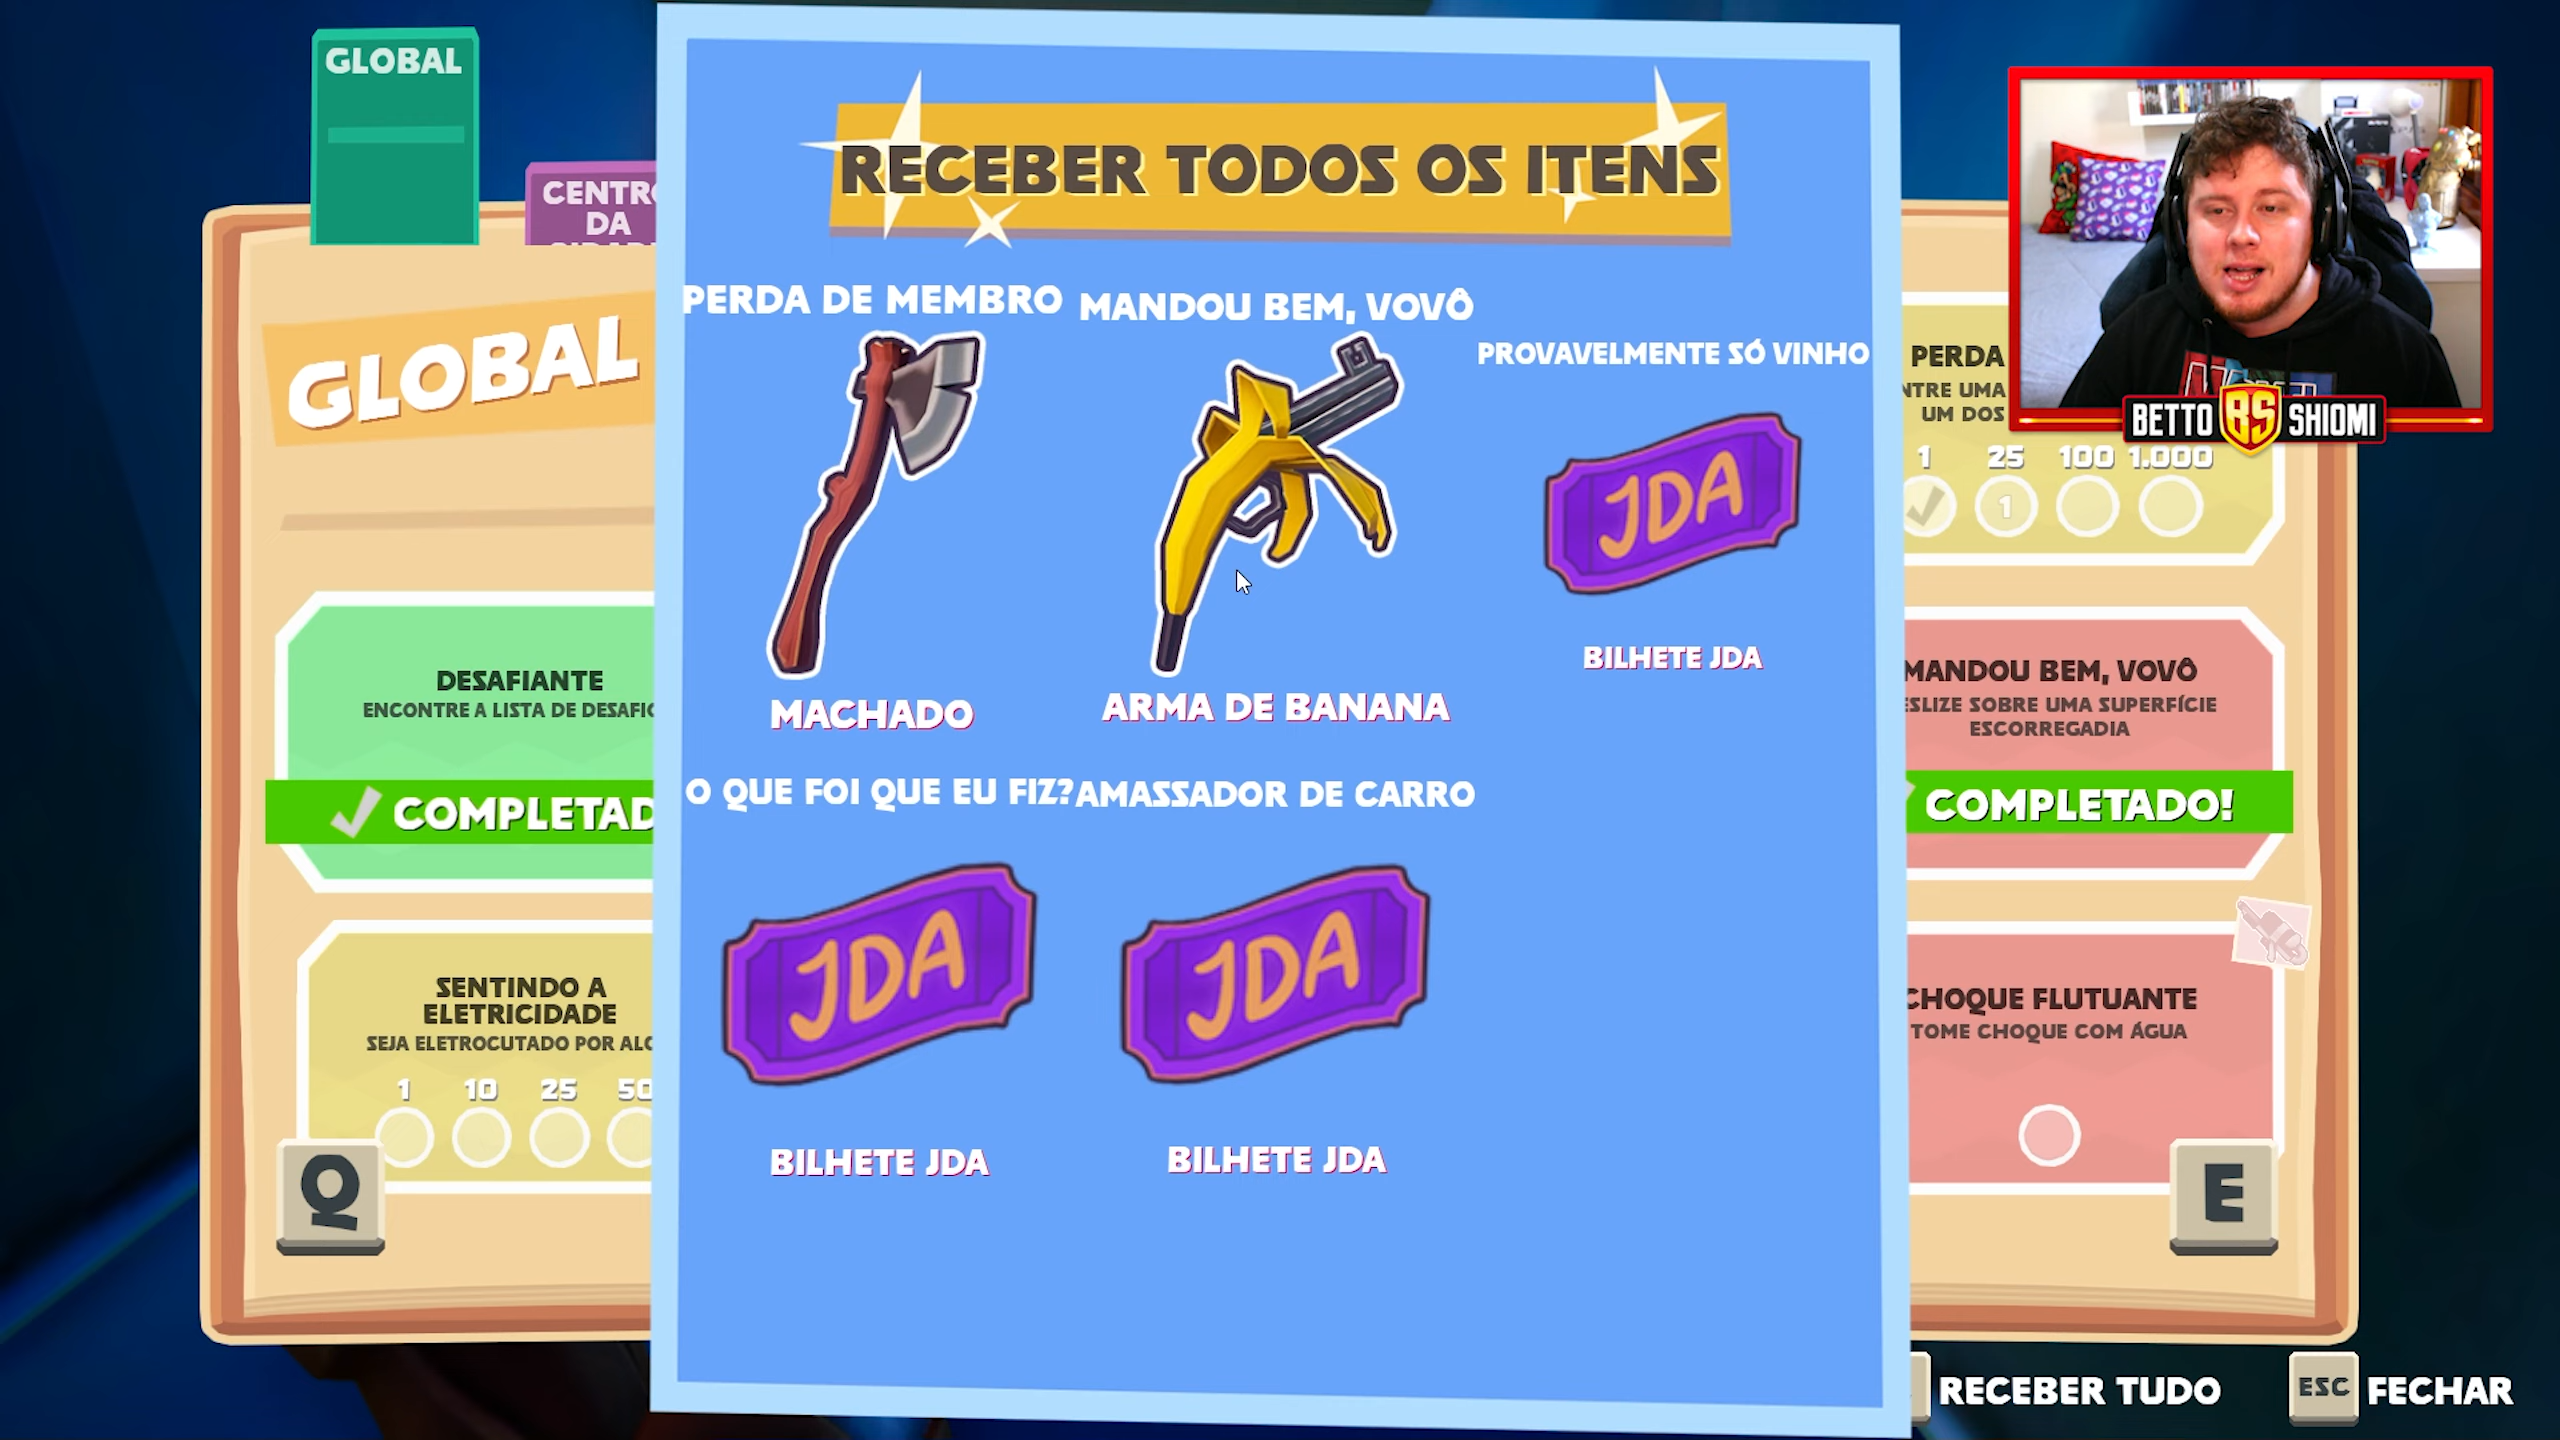 GLOBAL
CENTRO
DA
GLOBAL
DESAFIANTE
ENCONTRE A LISTA DE
COMPLETAD
SENTINDO A
ELETRICIDADE
SEJA ELETROCUTADO POR
1 10 25 50
Q
RECEBER TODOS OS ITENS
PERDA DE MEMBRO
MANDOU BEM, VOVÔ
PROVAVELMENTE SÓ VINHO
JDA
MACHADO
ARMA DE BANANA
BILHETE JDA
O QUE FOI QUE EU FIZ?
AMASSADOR DE CARRO
JDA
JDA
BILHETE JDA
BILHETE JDA
BETTO BS SHIOMI
PERDA
NTRE UMA
UM DOS
1 25 100 1.000
1
MANDOU BEM, VOVÔ
ESLIZE SOBRE UMA SUPERFÍCIE
ESCORREGADIA
COMPLETADO!
CHOQUE FLUTUANTE
TOME CHOQUE COM ÁGUA
E
RECEBER TUDO
ESC FECHAR